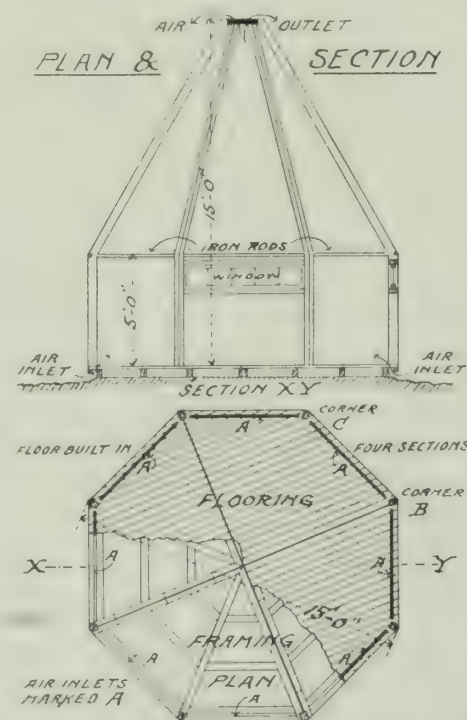 AIR OUTLET
PLAN & SECTION
15'-0"
IRON RODS
WINDOW
5'-0"
AIR INLET
AIR INLET
SECTION XY
CORNER C
A
FLOOR BUILT IN
A
A
FOUR SECTIONS
FLOORING
CORNER B
X
A
A
Y
15'-0"
A
FRAMING
A
PLAN
A
AIR INLETS
MARKED A